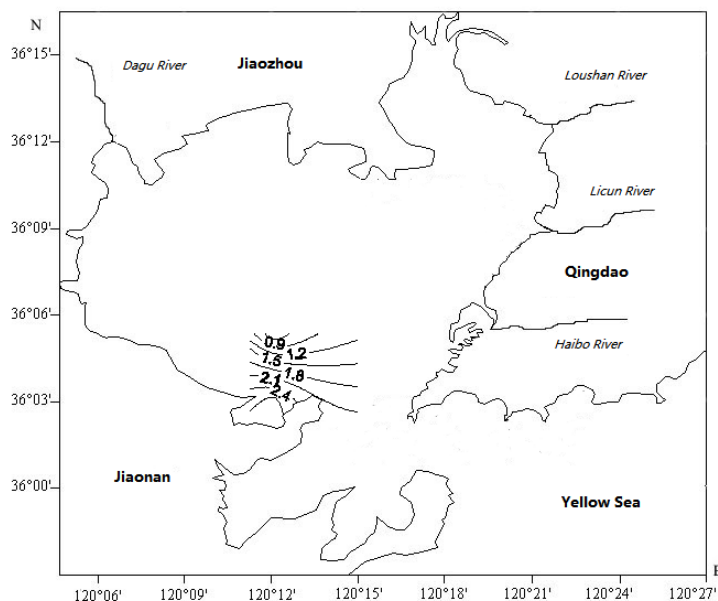 N
36°15'
Dagu River
Jiaozhou
Loushan River
36°12'
Licun River
36°09'
Qingdao
36°06'
0.9
1.2
1.5
1.8
2.1
2.4
Haibo River
36°03'
Jiaonan
36°00'
Yellow Sea
E
120°06' 120°09' 120°12' 120°15' 120°18' 120°21' 120°24' 120°27'